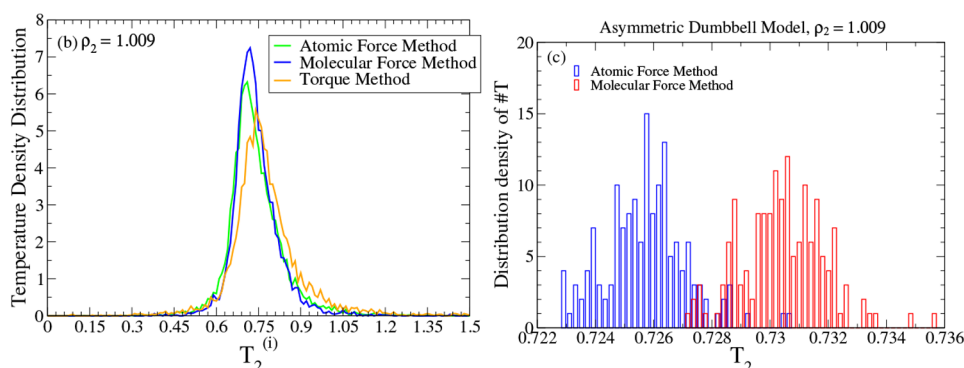 (b) ρ₂ = 1.009
Atomic Force Method
Molecular Force Method
Torque Method
Temperature Density Distribution
8
7
6
5
4
3
2
1
0
0 0.15 0.3 0.45 0.6 0.75 0.9 1.05 1.2 1.35 1.5
T₂⁽ⁱ⁾
Asymmetric Dumbbell Model, ρ₂ = 1.009
(c)
Atomic Force Method
Molecular Force Method
Distribution density of #T
20
15
10
5
0
0.722 0.724 0.726 0.728 0.73 0.732 0.734 0.736
T₂